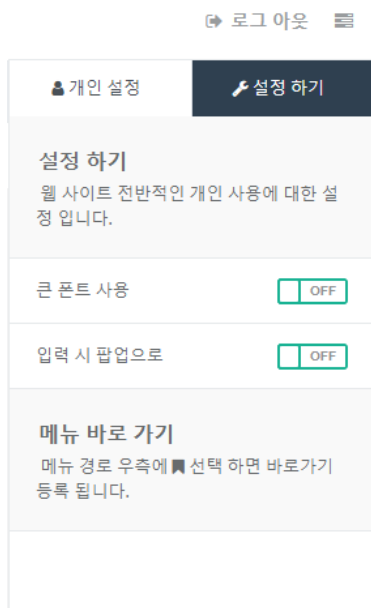 로그 아웃
개인 설정
설정 하기
설정 하기
웹 사이트 전반적인 개인 사용에 대한 설
정 입니다.
큰 폰트 사용
OFF
입력 시 팝업으로
OFF
메뉴 바로 가기
메뉴 경로 우측에 선택 하면 바로가기
등록 됩니다.